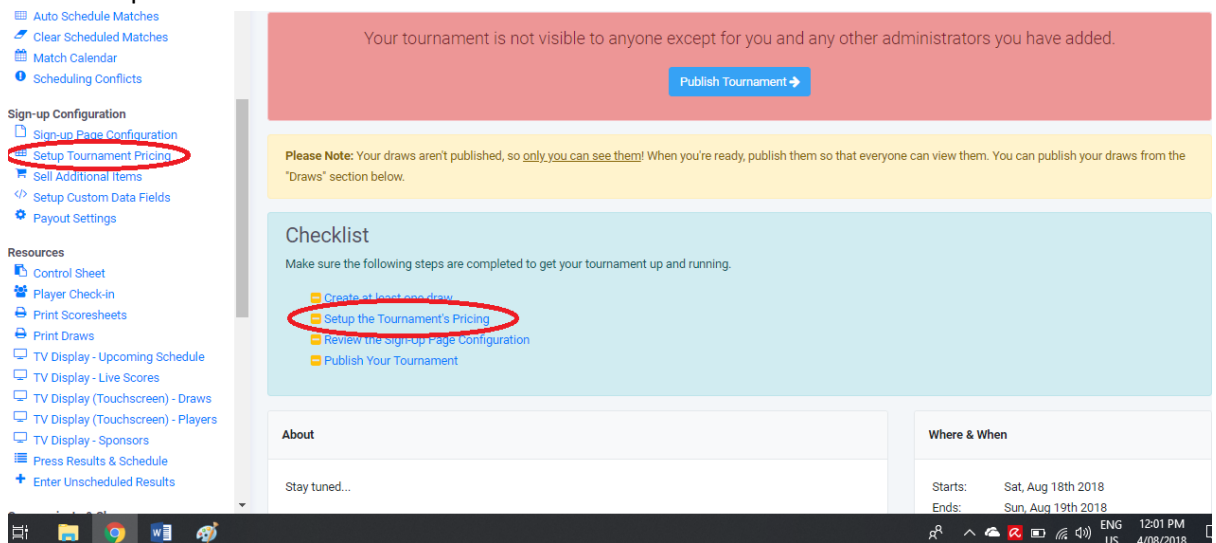 Auto Schedule Matches
Clear Scheduled Matches
Match Calendar
Scheduling Conflicts
Sign-up Configuration
Sign-up Page Configuration
Setup Tournament Pricing
Sell Additional Items
Setup Custom Data Fields
Payout Settings
Resources
Control Sheet
Player Check-in
Print Scoresheets
Print Draws
TV Display - Upcoming Schedule
TV Display - Live Scores
TV Display (Touchscreen) - Draws
TV Display (Touchscreen) - Players
TV Display - Sponsors
Press Results & Schedule
Enter Unscheduled Results
Your tournament is not visible to anyone except for you and any other administrators you have added.
Publish Tournament
Please Note: Your draws aren't published, so only you can see them! When you're ready, publish them so that everyone can view them. You can publish your draws from the
"Draws" section below.
Checklist
Make sure the following steps are completed to get your tournament up and running.
Create at least one draw
Setup the Tournament's Pricing
Review the Sign-Up Page Configuration
Publish Your Tournament
About
Stay tuned...
Where & When
Starts: Sat, Aug 18th 2018
Ends: Sun, Aug 19th 2018
ENG
US
12:01 PM
4/08/2018